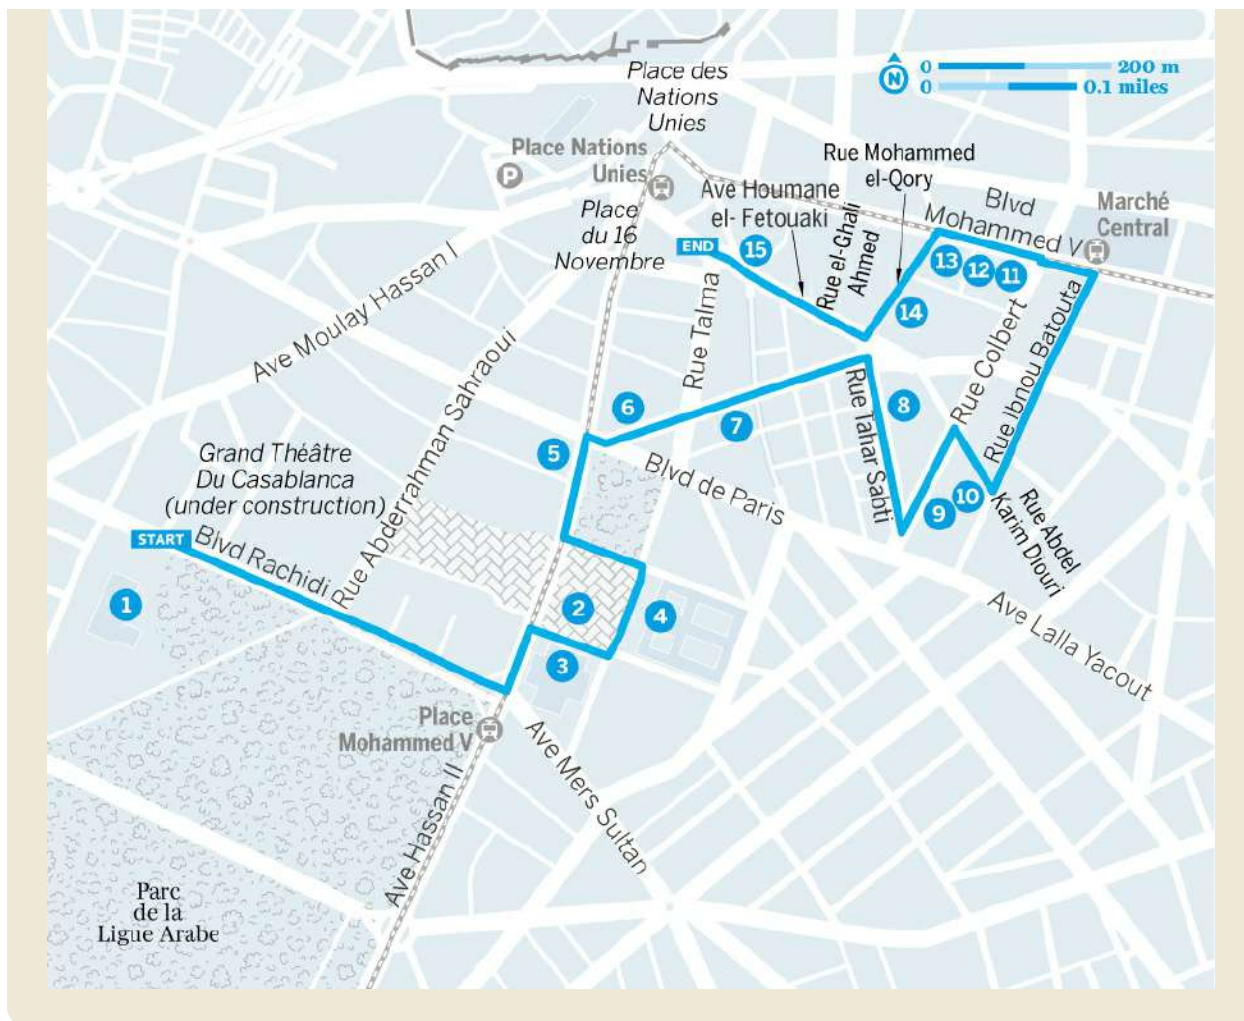 Place des
Nations
Unies
0 200 m
N
0 0.1 miles
Place Nations
Unies
P
Rue Mohammed
el-Qory
Ave Houmane
el- Fetouaki
Blvd
Mohammed V
Marché
Central
Place
du 16
Novembre
END
15
Rue el-Ghali
Ahmed
13
12
11
14
Ave Moulay Hassan I
Rue Talma
Rue Colbert
Rue Ibnou Batouta
Rue Abderrahman Sahraoui
6
7
8
Rue Tahar Sabti
5
Grand Théâtre
Du Casablanca
(under construction)
Blvd de Paris
9
10
Rue Abdel
Karim Diouri
START
Blvd Rachidi
1
2
4
3
Ave Lalla Yacout
Place
Mohammed V
Ave Mers Sultan
Ave Hassan II
Parc
de la
Ligue Arabe